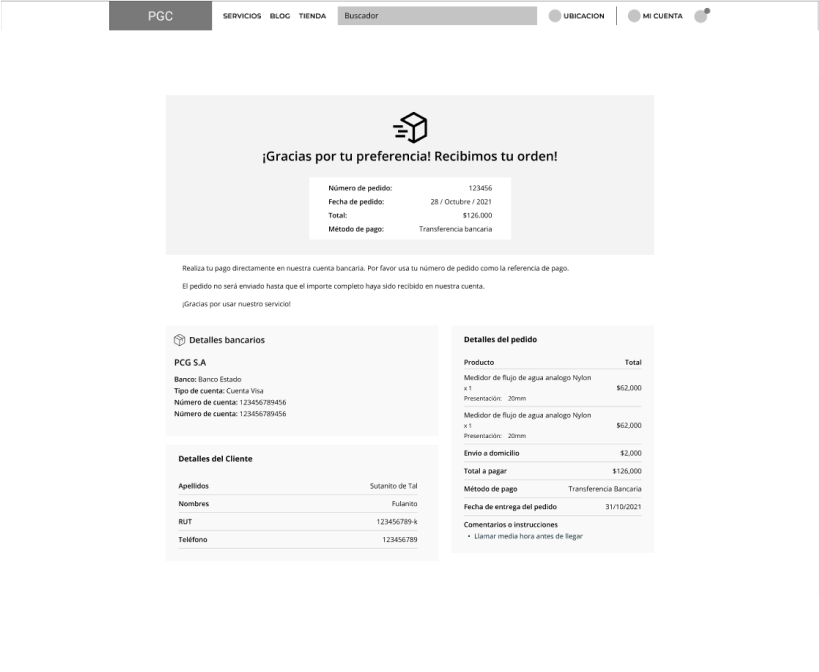 PGC
SERVICIOS BLOG TIENDA
Buscador
UBICACION
MI CUENTA
¡Gracias por tu preferencia! Recibimos tu orden!
Número de pedido: 123456
Fecha de pedido: 28 / Octubre / 2021
Total: $126,000
Método de pago: Transferencia bancaria
Realiza tu pago directamente en nuestra cuenta bancaria. Por favor usa tu número de pedido como la referencia de pago.
El pedido no será enviado hasta que el importe completo haya sido recibido en nuestra cuenta.
¡Gracias por usar nuestro servicio!
Detalles bancarios
PCG S.A
Banco: Banco Estado
Tipo de cuenta: Cuenta Visa
Número de cuenta: 123456789456
Número de cuenta: 123456789456
Detalles del Cliente
Apellidos Sutanito de Tal
Nombres Fulanito
RUT 123456789-k
Teléfono 123456789
Detalles del pedido
Producto Total
Medidor de flujo de agua analogo Nylon
x 1 $62,000
Presentación: 20mm
Medidor de flujo de agua analogo Nylon
x 1 $62,000
Presentación: 20mm
Envio a domicilio $2,000
Total a pagar $126,000
Método de pago Transferencia Bancaria
Fecha de entrega del pedido 31/10/2021
Comentarios o instrucciones
• Llamar media hora antes de llegar